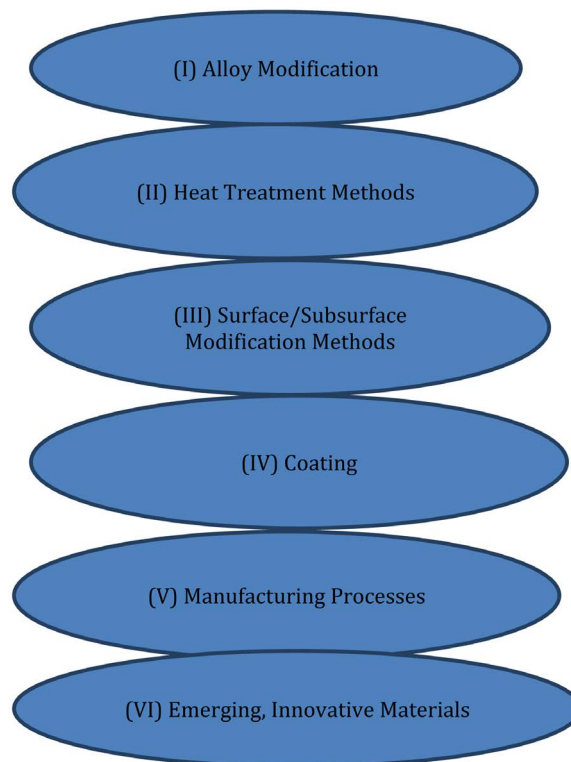 (I) Alloy Modification
(II) Heat Treatment Methods
(III) Surface/Subsurface
Modification Methods
(IV) Coating
(V) Manufacturing Processes
(VI) Emerging, Innovative Materials